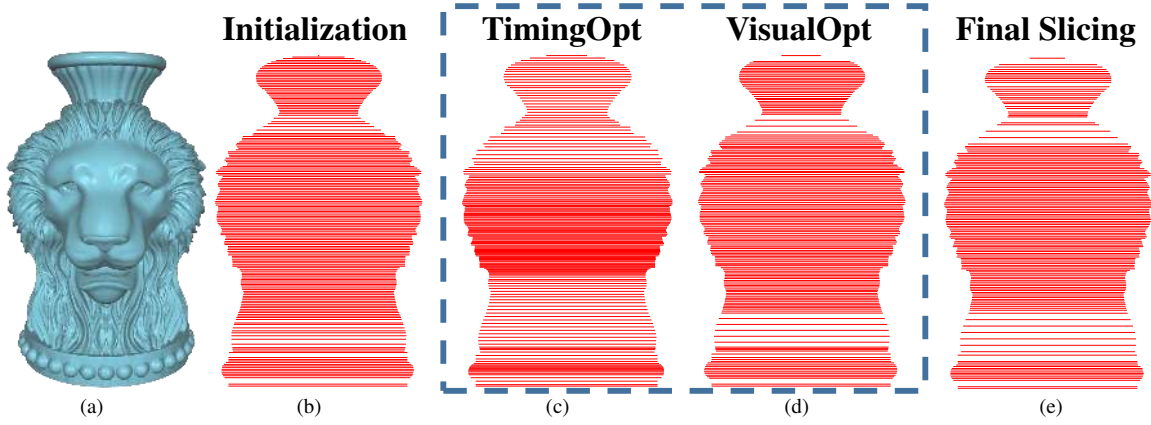 Initialization TimingOpt VisualOpt Final Slicing
(a) (b) (c) (d) (e)